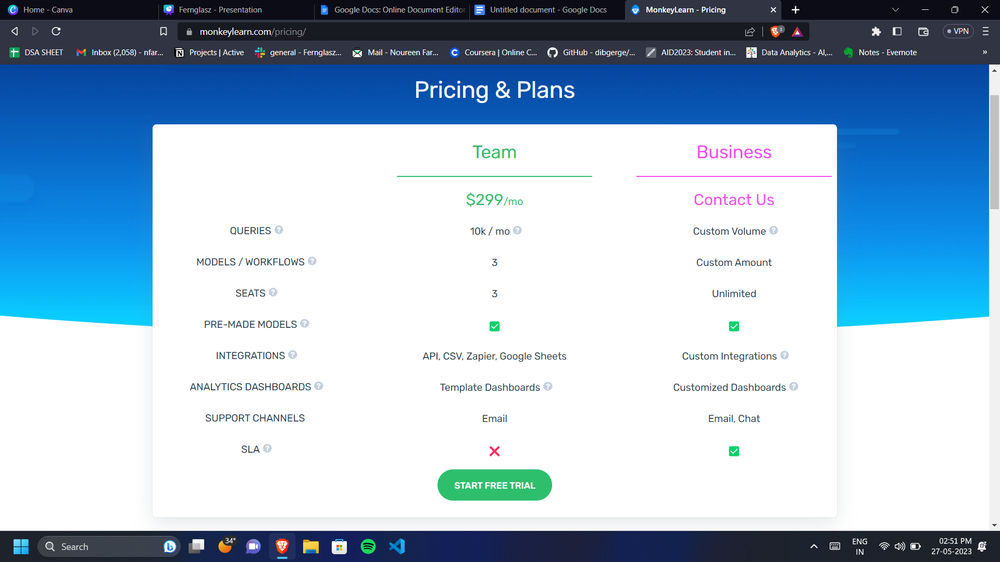 Home - Canva
Fernglasz - Presentation
Google Docs: Online Document Editor
Untitled document - Google Docs
MonkeyLearn - Pricing
monkeylearn.com/pricing/
3
VPN
DSA SHEET
Inbox (2,058) - nfar...
Projects | Active
general - Fernglasz...
Mail - Noureen Far...
Coursera | Online C...
GitHub - dibgerge/...
AID2023: Student in...
Data Analytics - AI,...
Notes - Evernote
»
Pricing & Plans
Team
Business
$299/mo
Contact Us
QUERIES ?
10k / mo ?
Custom Volume ?
MODELS / WORKFLOWS ?
3
Custom Amount
SEATS ?
3
Unlimited
PRE-MADE MODELS ?
INTEGRATIONS ?
API, CSV, Zapier, Google Sheets
Custom Integrations ?
ANALYTICS DASHBOARDS ?
Template Dashboards ?
Customized Dashboards ?
SUPPORT CHANNELS
Email
Email, Chat
SLA ?
START FREE TRIAL
Search
34°
ENG
IN
02:51 PM
27-05-2023